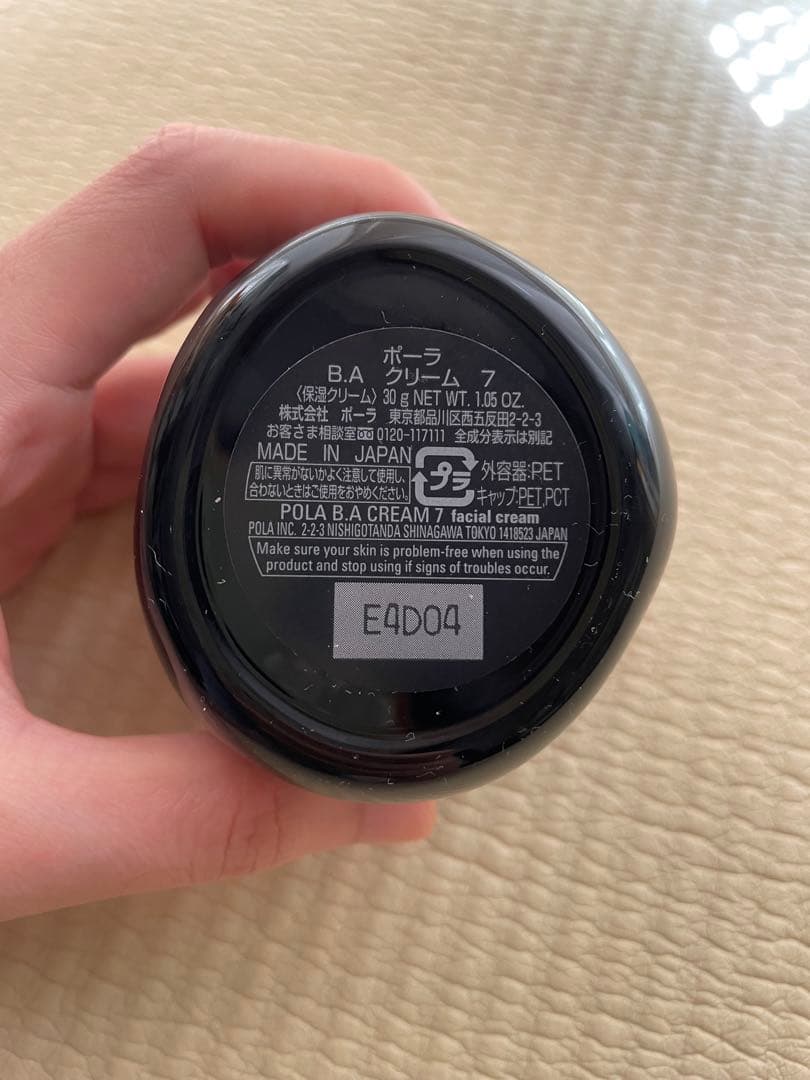 ポーラ
B.A クリーム 7
〈保湿クリーム〉30 g NET WT. 1.05 OZ.
株式会社 ポーラ 東京都品川区西五反田2-2-3
お客さま相談室 0120-117111 全成分表示は別記
MADE IN JAPAN
肌に異常がないかよく注意して使用し、
合わないときはご使用をおやめください。
プラ
外容器:PET
キャップ:PET,PCT
POLA B.A CREAM 7 facial cream
POLA INC. 2-2-3 NISHIGOTANDA SHINAGAWA TOKYO 1418523 JAPAN
Make sure your skin is problem-free when using the
product and stop using if signs of troubles occur.
E4D04